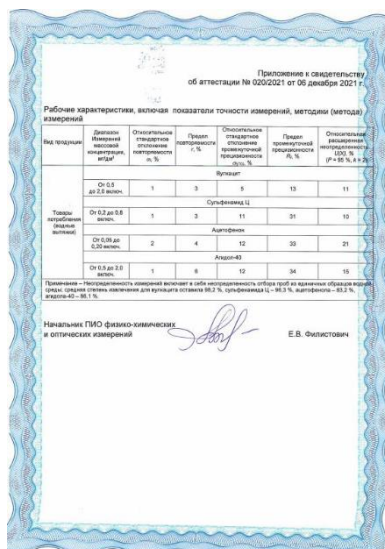 Приложение к свидетельству
об аттестации № 020/2021 от 06 декабря 2021 г.
Рабочие характеристики, включая показатели точности измерений, методики (метода)
измерений
Вид продукции
Диапазон
Измерений
массовой
концентрации,
мг/дм³
Относительное
стандартное
отклонение
повторяемости
σr, %
Предел
повторяемости
r, %
Относительное
стандартное
отклонение
промежуточной
прецизионности
Предел
промежуточной
прецизионности
%
Относительная
расширенная
неопределенность,
U(X), %
(P = 95 %, k = 2)
Товары
потребления
(водные
вытяжки)
Вулкацит
От 0,5
до 2,0 включ.
1 3 5 13 11
Сульфенамид Ц
От 0,2 до 0,8
включ.
1 3 11 31 10
Ацетофенон
От 0,05 до
0,20 включ.
2 4 12 33 21
Агидол-40
От 0,5 до 2,0
включ.
1 6 12 34 15
Примечание – Неопределенность измерений включает в себя неопределенность отбора проб из единичных образцов водной
среды; средняя степень извлечения для вулкацита оставила 98,2 %, сульфенамида Ц – 96,3 %, ацетофенона – 83,2 %,
агидола-40 – 86,1 %.
Начальник ПИО физико-химических
и оптических измерений
Е.В. Филистович